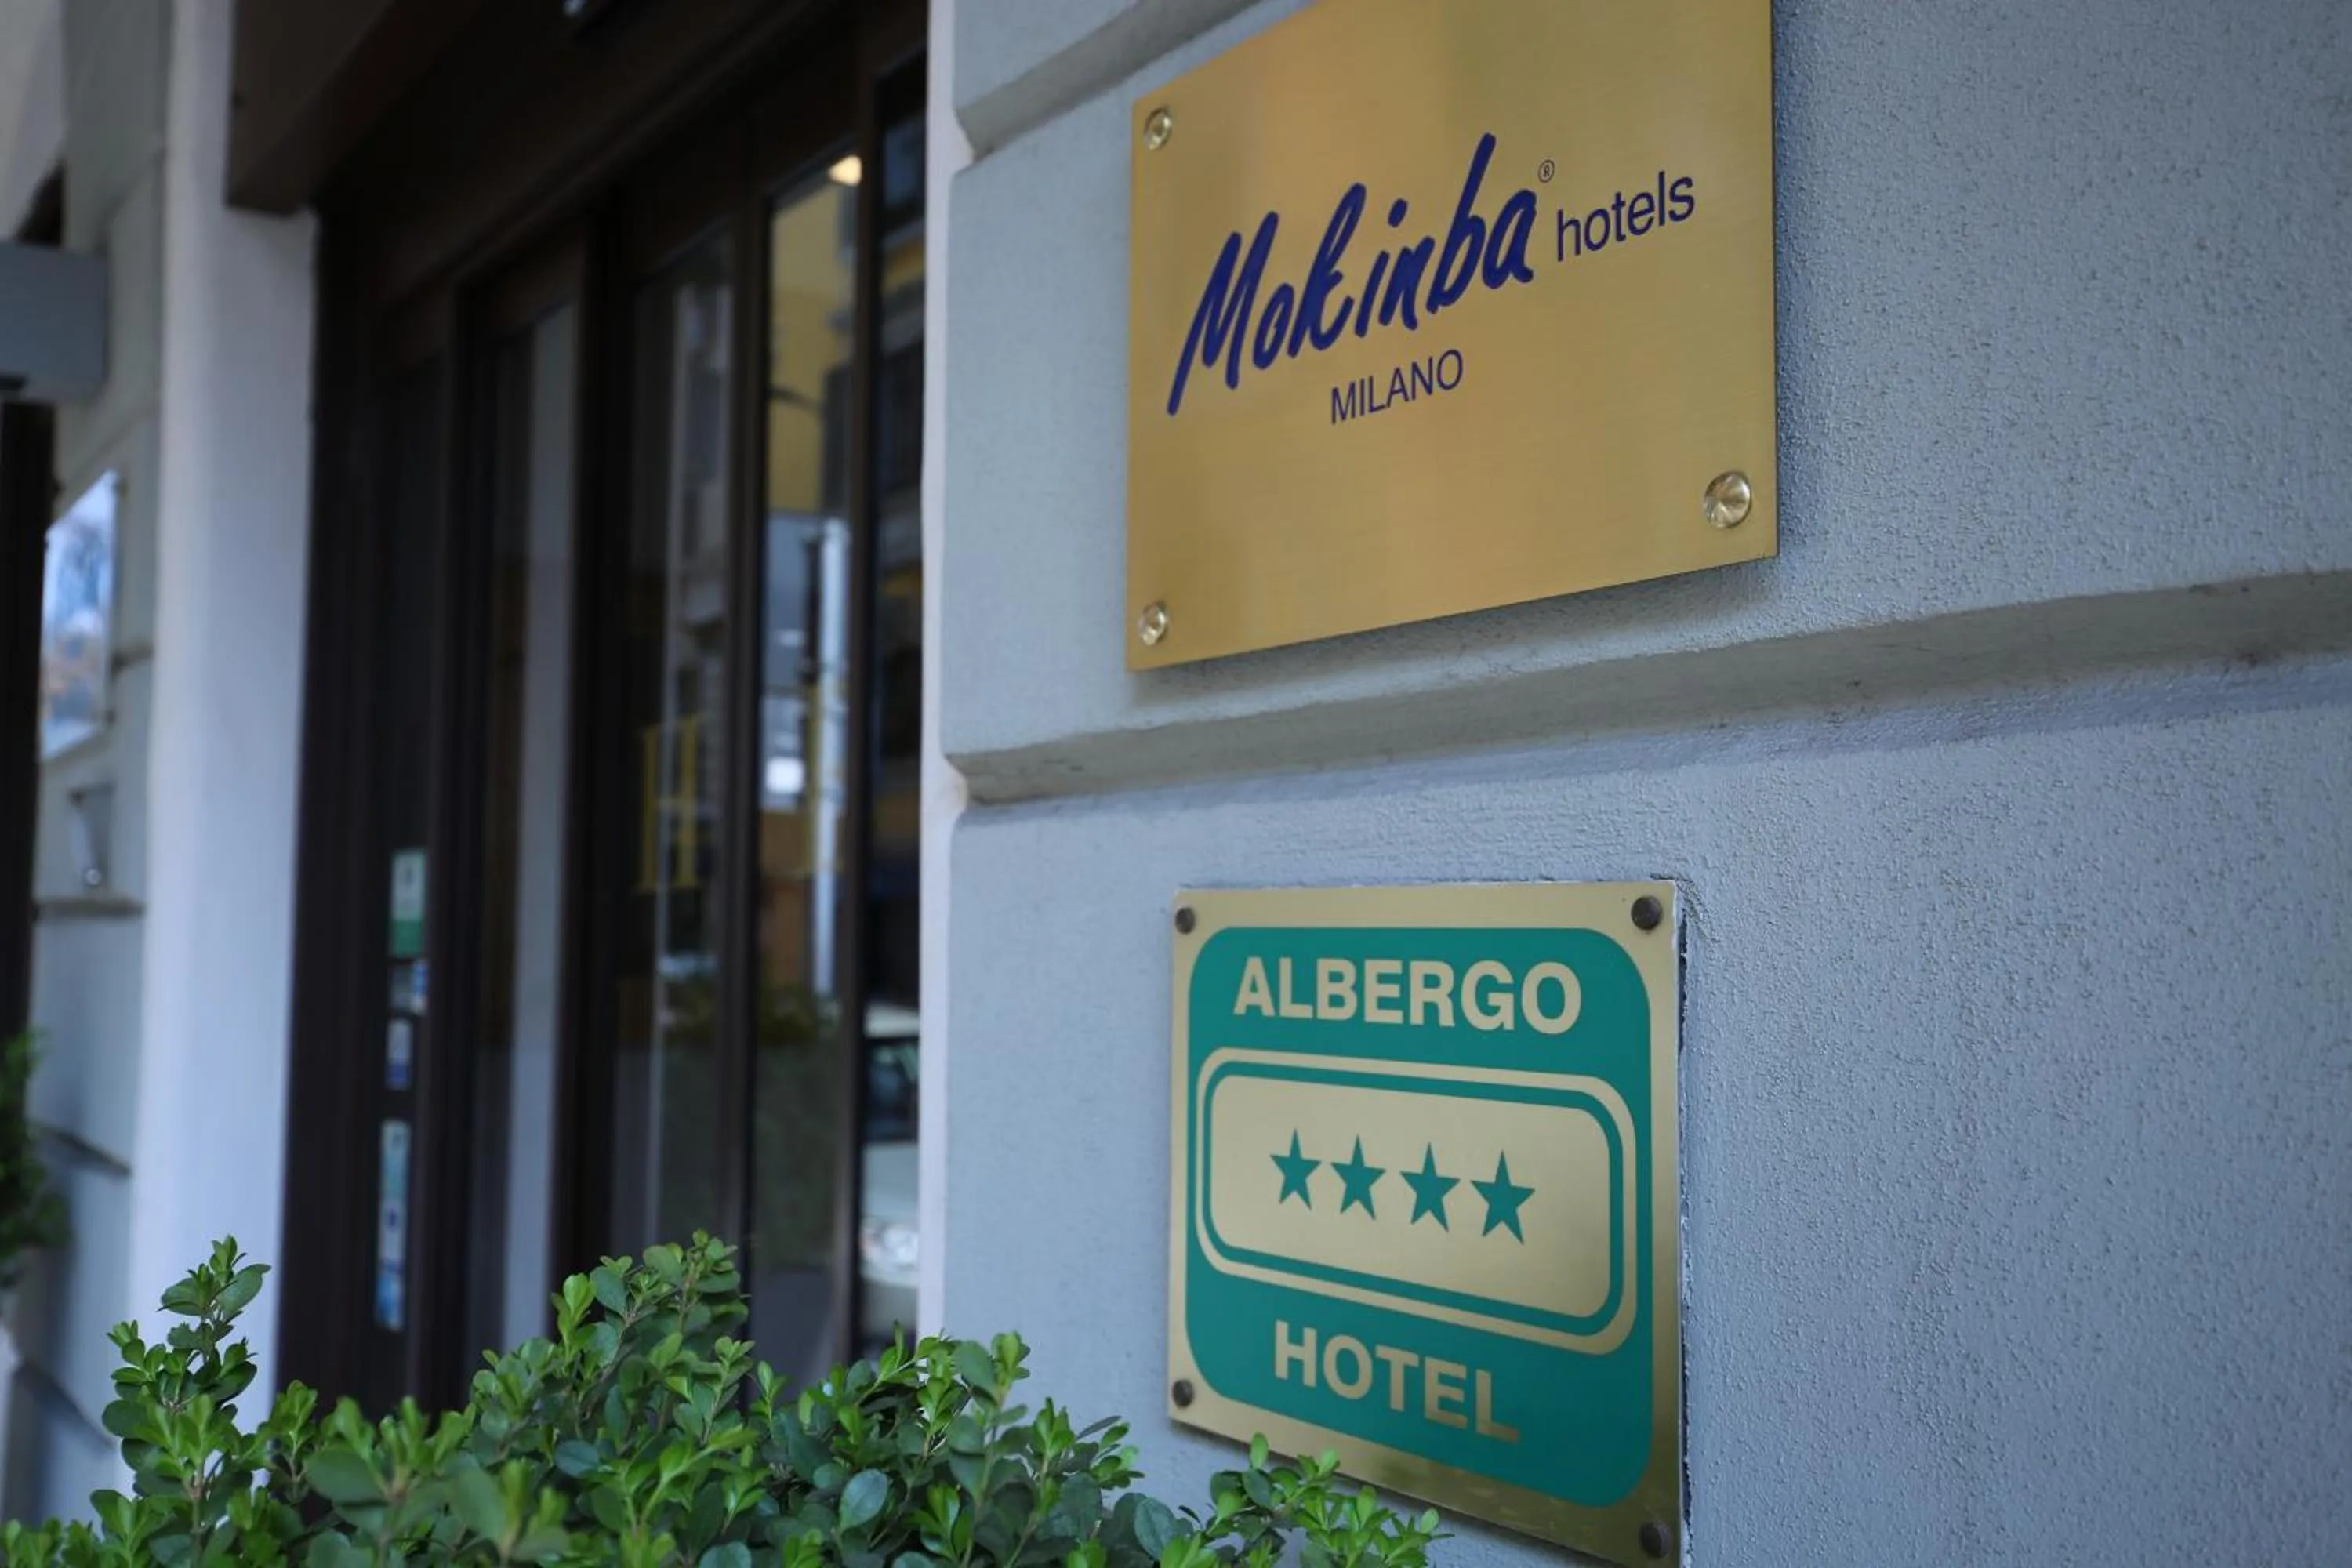 Mokinba® hotels
MILANO
ALBERGO
★★★★
HOTEL
H